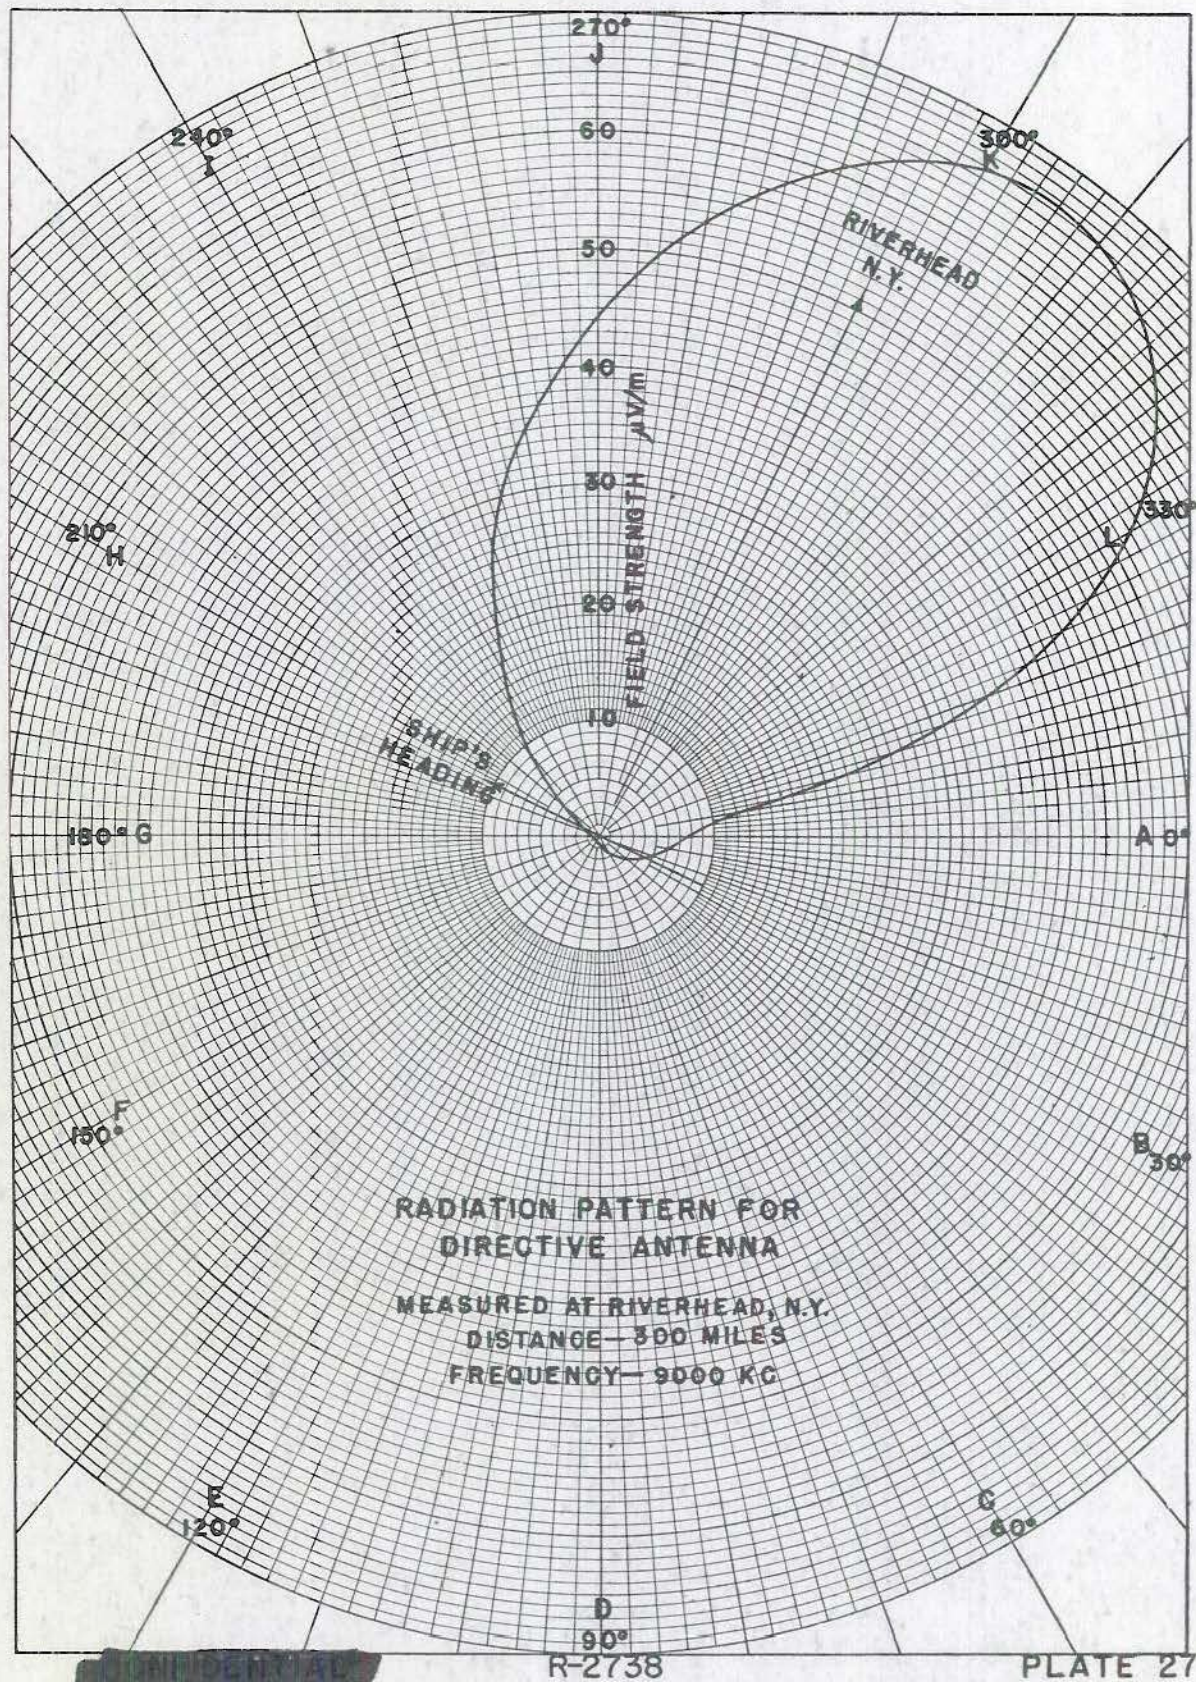 270°
J
60
240°
I
300°
K
RIVERHEAD
N.Y.
50
40
FIELD STRENGTH μV/m
30
330°
L
210°
H
20
10
SHIP'S
HEADING
180° G
A 0°
F
150°
B
30°
RADIATION PATTERN FOR
DIRECTIVE ANTENNA
MEASURED AT RIVERHEAD, N.Y.
DISTANCE—300 MILES
FREQUENCY—9000 KC
E
120°
C
60°
D
90°
CONFIDENTIAL
R-2738
PLATE 27